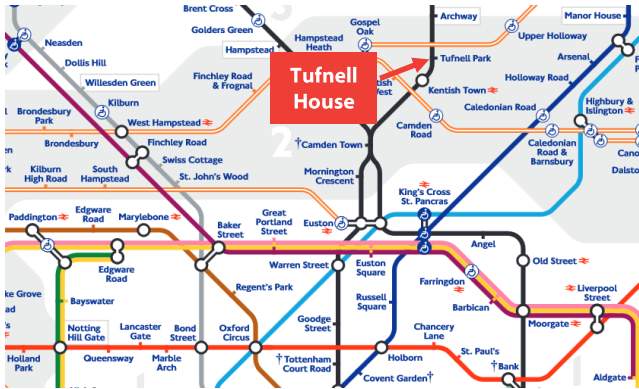 Brent Cross
Golders Green
Hampstead
Gospel
Oak
Hampstead
Heath
Archway
Manor House
Upper Holloway
Neasden
Dollis Hill
Willesden Green
Finchley Road
& Frognal
Tufnell
House
Tufnell Park
Arsenal
Holloway Road
Kentish Town
Kilburn
West Hampstead
Brondesbury
Park
Brondesbury
Caledonian Road
Highbury &
Islington
Camden
Road
Caledonian
Road &
Barnsbury
2
†Camden Town
Finchley Road
Swiss Cottage
St. John's Wood
Kilburn
High Road
South
Hampstead
Mornington
Crescent
King's Cross
St. Pancras
Paddington
Edgware
Road
Marylebone
Baker
Street
Great
Portland
Street
Euston
Angel
Old Street
Edgware
Road
Warren Street
Euston
Square
Farringdon
Barbican
Liverpool
Street
Moorgate
Bayswater
Regent's Park
Russell
Square
Goodge
Street
Notting
Hill Gate
Lancaster
Gate
Bond
Street
Oxford
Circus
Chancery
Lane
St. Paul's
Holborn
Holland
Park
Queensway
Marble
Arch
†Tottenham
Court Road
Covent Garden†
†Bank
Aldgate